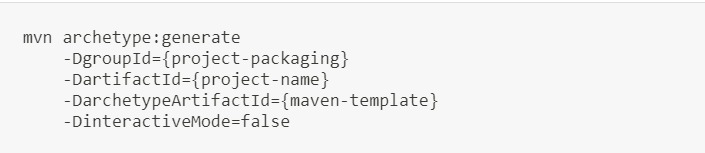 mvn archetype:generate
-DgroupId={project-packaging}
-DartifactId={project-name}
-DarchetypeArtifactId={maven-template}
-DinteractiveMode=false